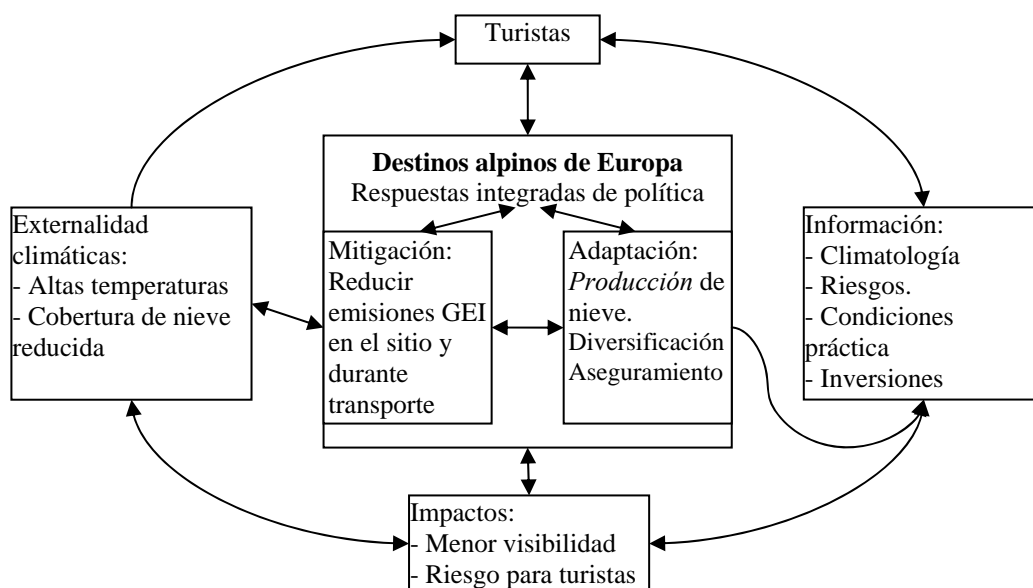 Turistas
Destinos alpinos de Europa
Respuestas integradas de política
Externalidad
climáticas:
- Altas temperaturas
- Cobertura de nieve
reducida
Mitigación:
Reducir
emisiones GEI
en el sitio y
durante
transporte
Adaptación:
Producción de
nieve.
Diversificación
Aseguramiento
Información:
- Climatología
- Riesgos.
- Condiciones
práctica
- Inversiones
Impactos:
- Menor visibilidad
- Riesgo para turistas